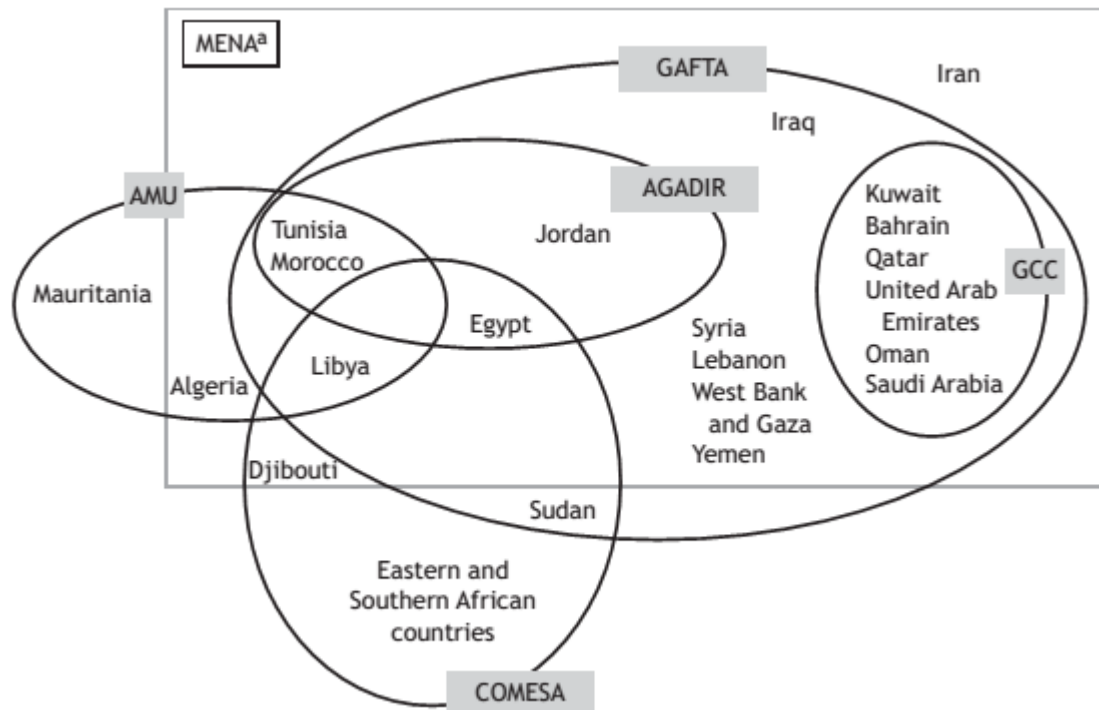 MENAᵃ
GAFTA
Iran
Iraq
AMU
AGADIR
Kuwait
Bahrain
Qatar
United Arab
Emirates
Oman
Saudi Arabia
GCC
Tunisia
Morocco
Jordan
Mauritania
Egypt
Syria
Lebanon
West Bank
and Gaza
Yemen
Libya
Algeria
Djibouti
Sudan
Eastern and
Southern African
countries
COMESA